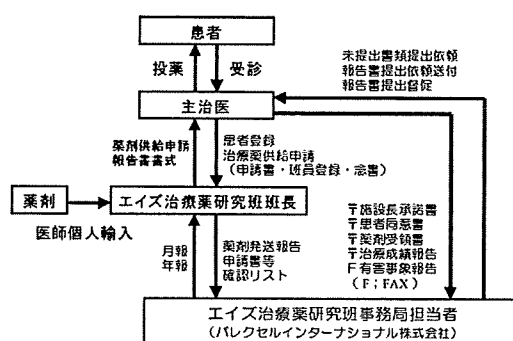 患者
投薬
受診
未提出書類提出依頼
報告書提出依頼送付
報告書提出督促
主治医
薬剤供給申請
報告書書式
患者登録
治療薬供給申請
(申請書・班員登録・念書)
薬剤
エイズ治療薬研究班班長
医師個人輸入
〒施設長承諾書
〒患者同意書
〒薬剤受領書
〒治療成績報告
F有害事象報告
(F;FAX)
月報
年報
薬剤発送報告
申請書等
確認リスト
エイズ治療薬研究班事務局担当者
(パレクセルインターナショナル株式会社)